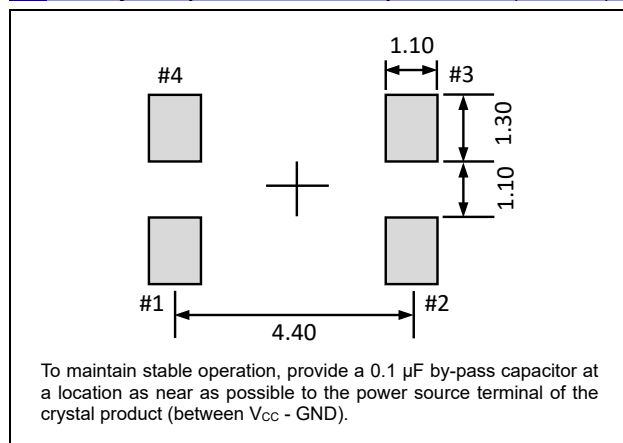 1.10
#4
#3
1.30
1.10
#1
#2
4.40
To maintain stable operation, provide a 0.1 µF by-pass capacitor at
a location as near as possible to the power source terminal of the
crystal product (between VCC - GND).